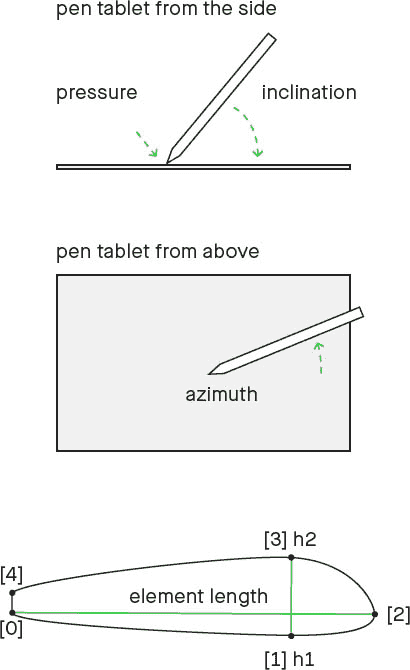 pen tablet from the side
pressure
inclination
pen tablet from above
azimuth
[3] h2
[4]
element length
[0]
[2]
[1] h1